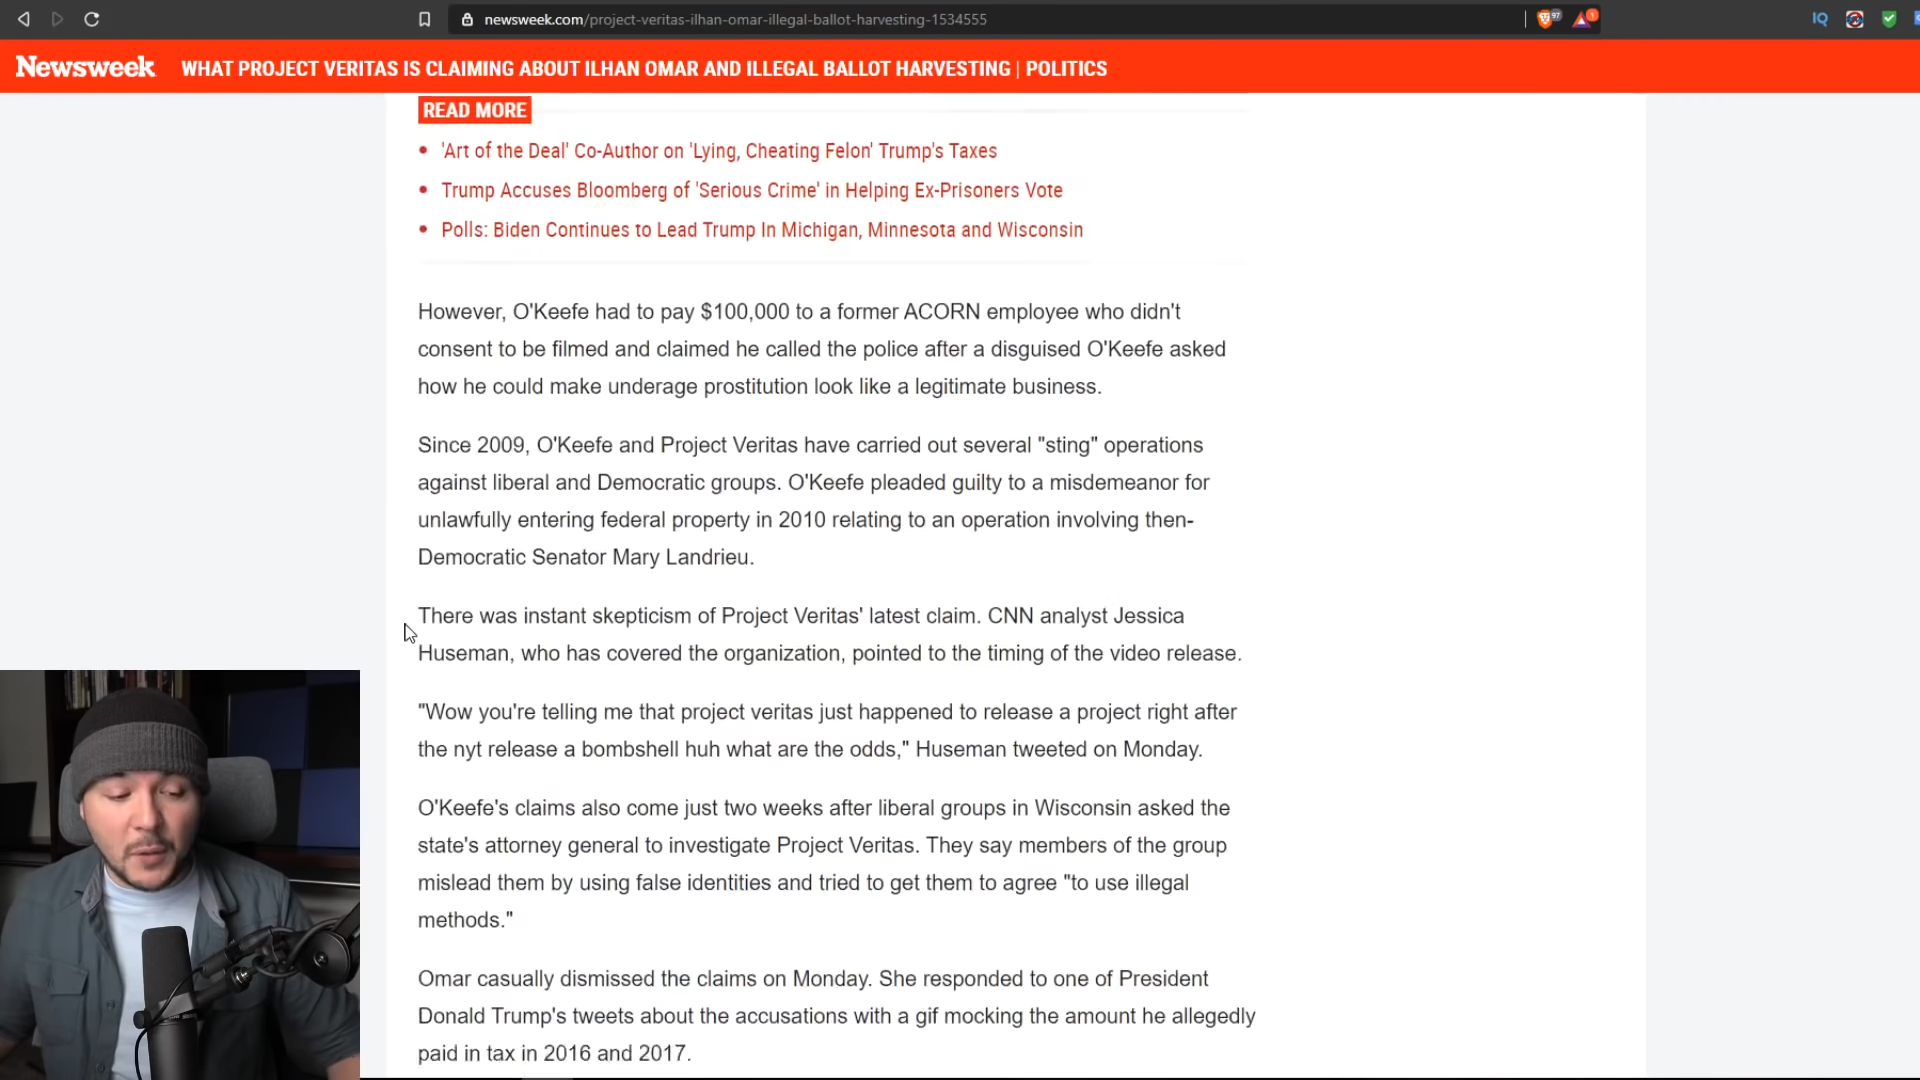 newsweek.com/project-veritas-ilhan-omar-illegal-ballot-harvesting-1534555
97
1
IQ
Newsweek WHAT PROJECT VERITAS IS CLAIMING ABOUT ILHAN OMAR AND ILLEGAL BALLOT HARVESTING | POLITICS
READ MORE
• 'Art of the Deal' Co-Author on 'Lying, Cheating Felon' Trump's Taxes
• Trump Accuses Bloomberg of 'Serious Crime' in Helping Ex-Prisoners Vote
• Polls: Biden Continues to Lead Trump In Michigan, Minnesota and Wisconsin
However, O'Keefe had to pay $100,000 to a former ACORN employee who didn't
consent to be filmed and claimed he called the police after a disguised O'Keefe asked
how he could make underage prostitution look like a legitimate business.
Since 2009, O'Keefe and Project Veritas have carried out several "sting" operations
against liberal and Democratic groups. O'Keefe pleaded guilty to a misdemeanor for
unlawfully entering federal property in 2010 relating to an operation involving then-
Democratic Senator Mary Landrieu.
There was instant skepticism of Project Veritas' latest claim. CNN analyst Jessica
Huseman, who has covered the organization, pointed to the timing of the video release.
"Wow you're telling me that project veritas just happened to release a project right after
the nyt release a bombshell huh what are the odds," Huseman tweeted on Monday.
O'Keefe's claims also come just two weeks after liberal groups in Wisconsin asked the
state's attorney general to investigate Project Veritas. They say members of the group
mislead them by using false identities and tried to get them to agree "to use illegal
methods."
Omar casually dismissed the claims on Monday. She responded to one of President
Donald Trump's tweets about the accusations with a gif mocking the amount he allegedly
paid in tax in 2016 and 2017.